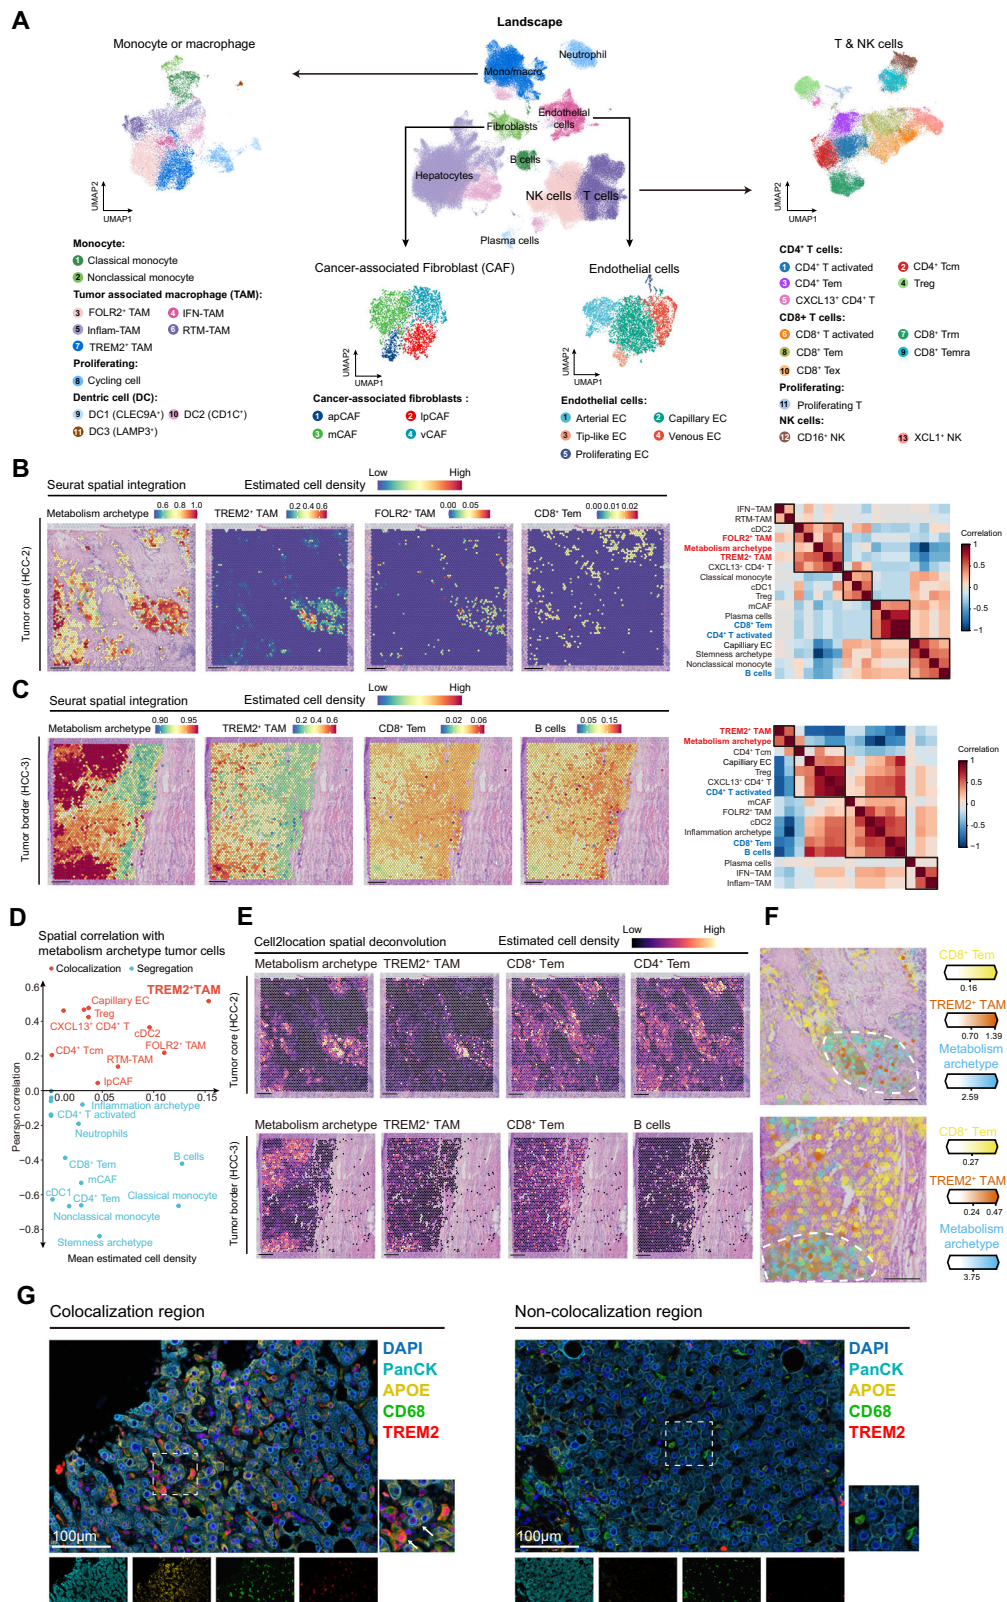 A
Landscape
Monocyte or macrophage
Neutrophil
T & NK cells
Mono/macro
Endothelial
cells
Fibroblasts
B cells
Hepatocytes
NK cells
T cells
Plasma cells
UMAP2
UMAP1
UMAP2
UMAP1
Monocyte:
1 Classical monocyte
2 Nonclassical monocyte
Tumor associated macrophage (TAM):
3 FOLR2⁺ TAM
4 IFN-TAM
5 Inflam-TAM
6 RTM-TAM
7 TREM2⁺ TAM
Proliferating:
8 Cycling cell
Dentric cell (DC):
9 DC1 (CLEC9A⁺)
10 DC2 (CD1C⁺)
11 DC3 (LAMP3⁺)
Cancer-associated Fibroblast (CAF)
UMAP2
UMAP1
Cancer-associated fibroblasts :
1 apCAF
2 lpCAF
3 mCAF
4 vCAF
Endothelial cells
UMAP2
UMAP1
Endothelial cells:
1 Arterial EC
2 Capillary EC
3 Tip-like EC
4 Venous EC
5 Proliferating EC
CD4⁺ T cells:
1 CD4⁺ T activated
2 CD4⁺ Tcm
3 CD4⁺ Tem
4 Treg
5 CXCL13⁺ CD4⁺ T
CD8+ T cells:
6 CD8⁺ T activated
7 CD8⁺ Trm
8 CD8⁺ Tem
9 CD8⁺ Temra
10 CD8⁺ Tex
Proliferating:
11 Proliferating T
NK cells:
12 CD16⁺ NK
13 XCL1⁺ NK
B
Seurat spatial integration
Estimated cell density
Low
High
Metabolism archetype
0.6 0.8 1.0
TREM2⁺ TAM
0.2 0.4 0.6
FOLR2⁺ TAM
0.00 0.05
CD8⁺ Tem
0.00 0.01 0.02
Tumor core (HCC-2)
IFN−TAM
RTM−TAM
cDC2
FOLR2⁺ TAM
Metabolism archetype
TREM2⁺ TAM
CXCL13⁺ CD4⁺ T
Classical monocyte
cDC1
Treg
mCAF
Plasma cells
CD8⁺ Tem
CD4⁺ T activated
Capilliary EC
Stemness archetype
Nonclassical monocyte
B cells
Correlation
1
0.5
0
−0.5
−1
C
Seurat spatial integration
Estimated cell density
Low
High
Metabolism archetype
0.90 0.95
TREM2⁺ TAM
0.2 0.4 0.6
CD8⁺ Tem
0.02 0.06
B cells
0.05 0.15
Tumor border (HCC-3)
TREM2⁺ TAM
Metabolism archetype
CD4⁺ Tcm
Capilliary EC
Treg
CXCL13⁺ CD4⁺ T
CD4⁺ T activated
mCAF
FOLR2⁺ TAM
cDC2
Inflammation archetype
CD8⁺ Tem
B cells
Plasma cells
IFN−TAM
Inflam−TAM
Correlation
1
0.5
0
−0.5
−1
D
Spatial correlation with
metabolism archetype tumor cells
Colocalization
Segregation
Pearson correlation
0.6
0.4
0.2
0.0
−0.2
−0.4
−0.6
−0.8
0.00 0.05 0.10 0.15
TREM2⁺TAM
Capillary EC
Treg
CXCL13⁺ CD4⁺ T
cDC2
FOLR2⁺ TAM
CD4⁺ Tcm
RTM-TAM
lpCAF
Inflammation archetype
CD4⁺ T activated
Neutrophils
CD8⁺ Tem
B cells
mCAF
cDC1
CD4⁺ Tem
Classical monocyte
Nonclassical monocyte
Stemness archetype
Mean estimated cell density
E
Cell2location spatial deconvolution
Estimated cell density
Low
High
Metabolism archetype
TREM2⁺ TAM
CD8⁺ Tem
CD4⁺ Tem
Tumor core (HCC-2)
Metabolism archetype
TREM2⁺ TAM
CD8⁺ Tem
B cells
Tumor border (HCC-3)
F
CD8⁺ Tem
0.16
TREM2⁺ TAM
0.70 1.39
Metabolism
archetype
2.59
CD8⁺ Tem
0.27
TREM2⁺ TAM
0.24 0.47
Metabolism
archetype
3.75
G
Colocalization region
DAPI
PanCK
APOE
CD68
TREM2
100μm
Non-colocalization region
DAPI
PanCK
APOE
CD68
TREM2
100μm